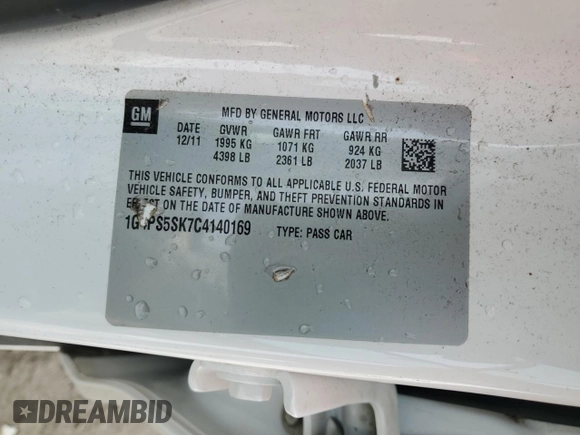 GM
MFD BY GENERAL MOTORS LLC
DATE GVWR GAWR FRT GAWR RR
12/11 1995 KG 1071 KG 924 KG
4398 LB 2361 LB 2037 LB
THIS VEHICLE CONFORMS TO ALL APPLICABLE U.S. FEDERAL MOTOR
VEHICLE SAFETY, BUMPER, AND THEFT PREVENTION STANDARDS IN
EFFECT ON THE DATE OF MANUFACTURE SHOWN ABOVE.
TYPE: PASS CAR
DREAMBID